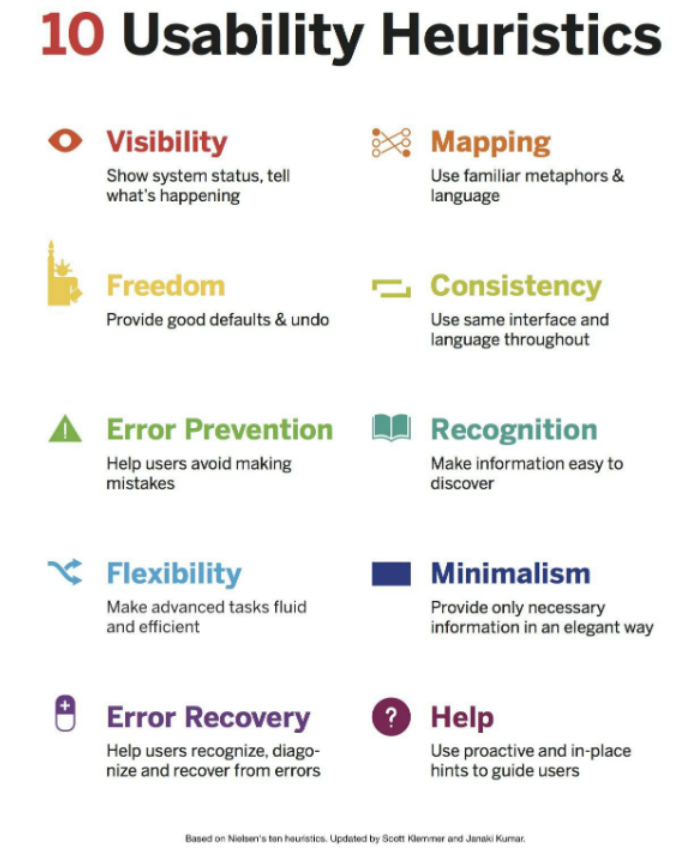 10 Usability Heuristics
Visibility
Show system status, tell
what's happening
Mapping
Use familiar metaphors &
language
Freedom
Provide good defaults & undo
Consistency
Use same interface and
language throughout
Error Prevention
Help users avoid making
mistakes
Recognition
Make information easy to
discover
Flexibility
Make advanced tasks fluid
and efficient
Minimalism
Provide only necessary
information in an elegant way
Error Recovery
Help users recognize, diago-
nize and recover from errors
?
Help
Use proactive and in-place
hints to guide users
Based on Nielsen's ten heuristics. Updated by Scott Klemmer and Janaki Kumar.